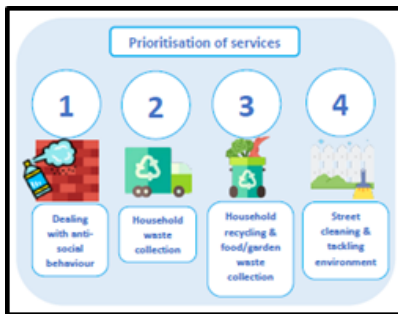 Prioritisation of services
1
2
3
4
Dealing
with anti-
social
behaviour
Household
waste
collection
Household
recycling &
food/garden
waste
collection
Street
cleaning &
tackling
environment